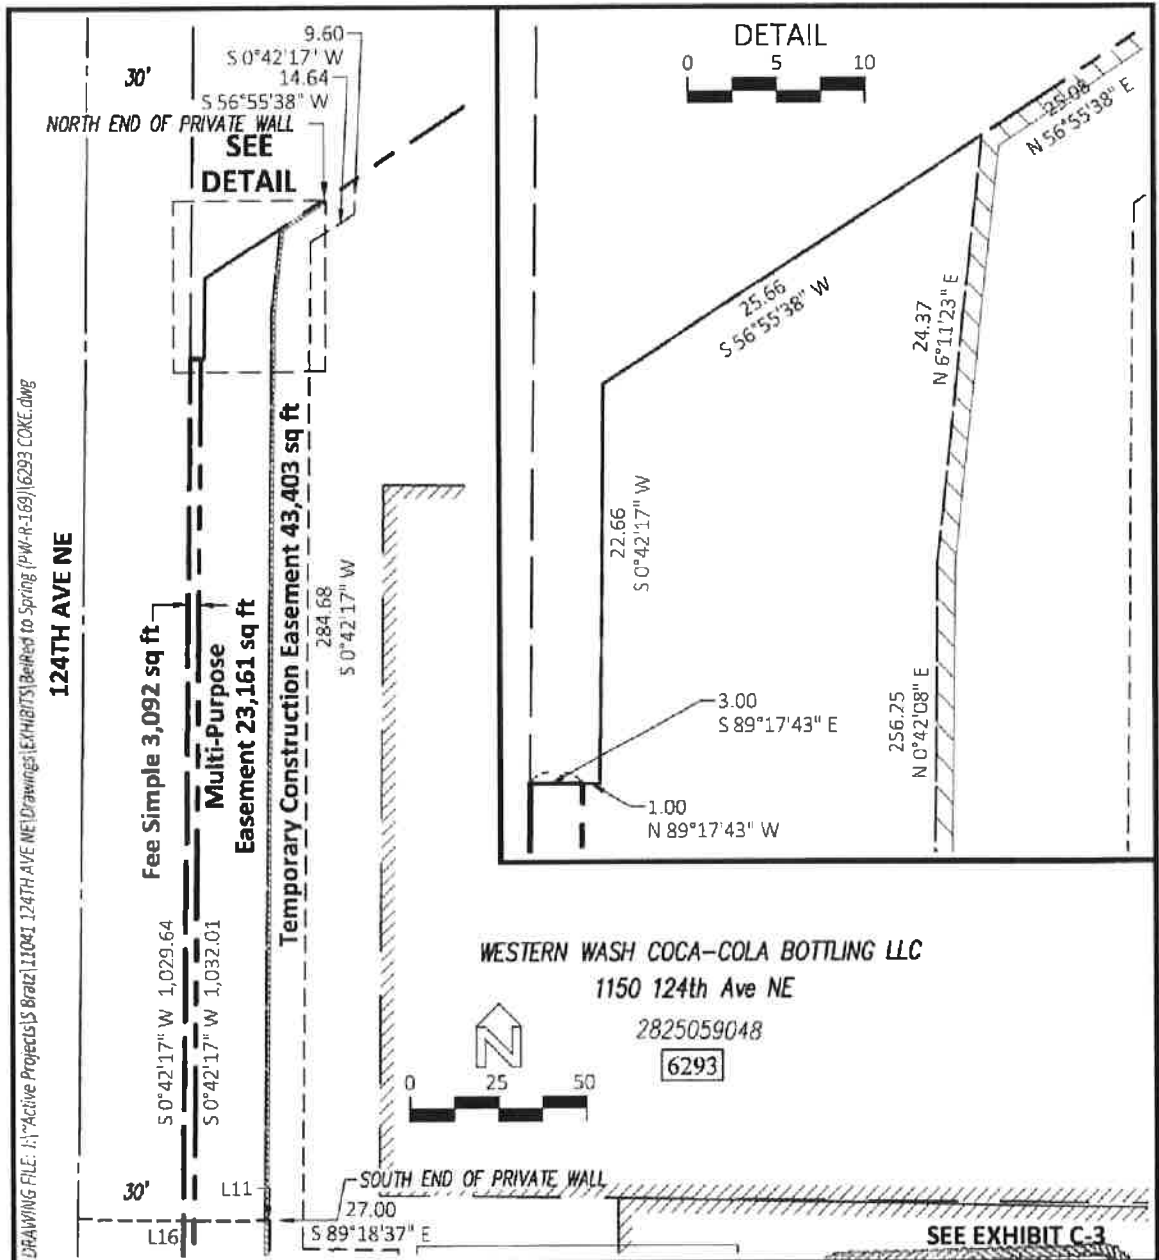 9.60
S 0°42'17" W
30'
14.64
S 56°55'38" W
NORTH END OF PRIVATE WALL
SEE
DETAIL
DETAIL
0 5 10
25.08
N 56°55'38" E
25.66
S 56°55'38" W
24.37
N 6°11'23" E
22.66
S 0°42'17" W
256.25
N 0°42'08" E
3.00
S 89°17'43" E
1.00
N 89°17'43" W
DRAWING FILE: I:\~Active Projects\S Bratz\11041 124TH AVE NE\Drawings\EXHIBITS\BelRed to Spring (PW-R-169)\6293 COKE.dwg
124TH AVE NE
Fee Simple 3,092 sq ft
Multi-Purpose
Easement 23,161 sq ft
Temporary Construction Easement 43,403 sq ft
284.68
S 0°42'17" W
S 0°42'17" W 1,029.64
S 0°42'17" W 1,032.01
WESTERN WASH COCA-COLA BOTTLING LLC
1150 124th Ave NE
2825059048
6293
N
0 25 50
30'
L11
SOUTH END OF PRIVATE WALL
27.00
S 89°18'37" E
L16
SEE EXHIBIT C-3